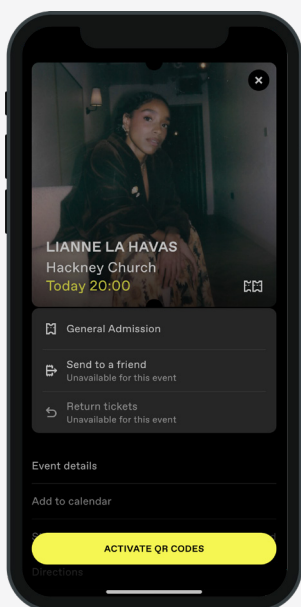 LIANNE LA HAVAS
Hackney Church
Today 20:00
General Admission
Send to a friend
Unavailable for this event
Return tickets
Unavailable for this event
Event details
Add to calendar
ACTIVATE QR CODES
Directions